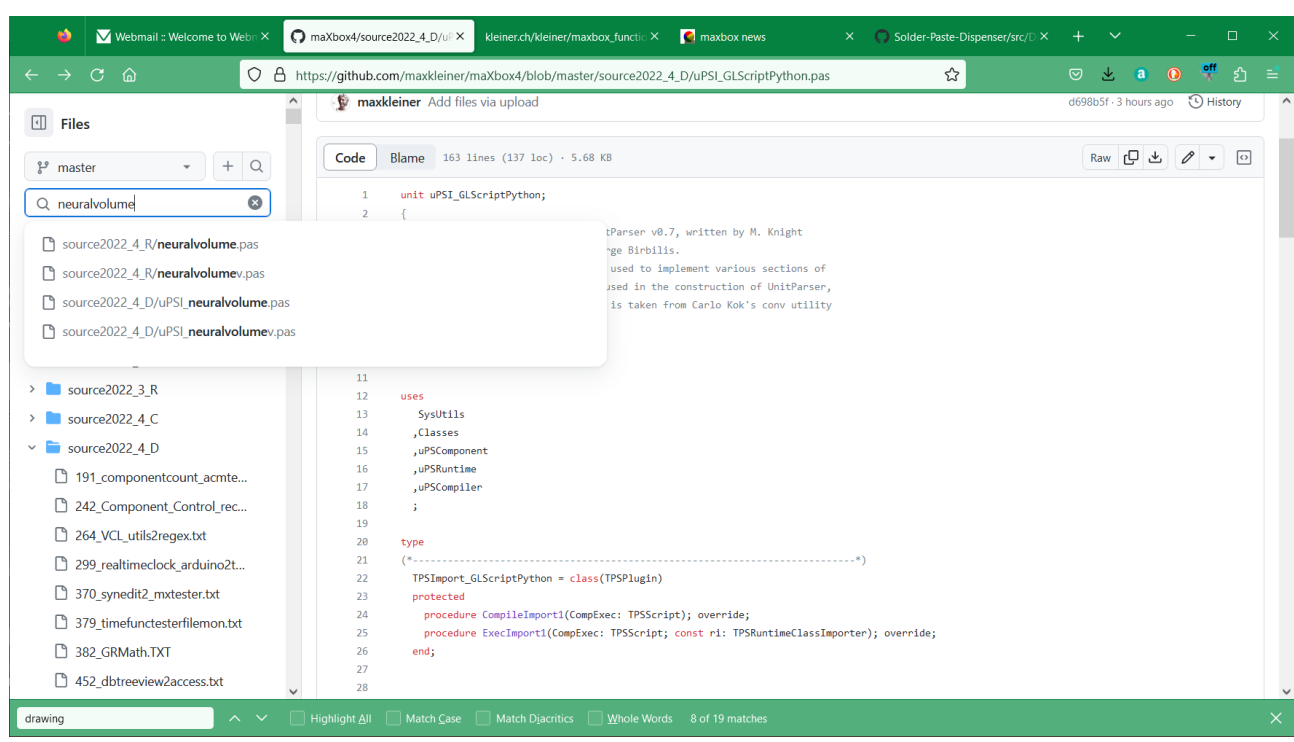 Webmail :: Welcome to Webm
maXbox4/source2022_4_D/uP
kleiner.ch/kleiner/maxbox_functio
maxbox news
Solder-Paste-Dispenser/src/D
https://github.com/maxkleiner/maXbox4/blob/master/source2022_4_D/uPSI_GLScriptPython.pas
a
off
Files
master
neuralvolume
source2022_4_R/neuralvolume.pas
source2022_4_R/neuralvolumev.pas
source2022_4_D/uPSI_neuralvolume.pas
source2022_4_D/uPSI_neuralvolumev.pas
source2022_3_R
source2022_4_C
source2022_4_D
191_componentcount_acmte...
242_Component_Control_rec...
264_VCL_utils2regex.txt
299_realtimeclock_arduino2t...
370_synedit2_mxtester.txt
379_timefunctesterfilemon.txt
382_GRMath.TXT
452_dbtreeview2access.txt
maxkleiner Add files via upload
d698b5f · 3 hours ago History
Code Blame 163 lines (137 loc) · 5.68 KB
Raw
1 unit uPSI_GLScriptPython;
2 {
tParser v0.7, written by M. Knight
rge Birbilis.
used to implement various sections of
used in the construction of UnitParser,
is taken from Carlo Kok's conv utility
11
12 uses
13 SysUtils
14 ,Classes
15 ,uPSComponent
16 ,uPSRuntime
17 ,uPSCompiler
18 ;
19
20 type
21 (*----------------------------------------------------------------------------*)
22 TPSImport_GLScriptPython = class(TPSPlugin)
23 protected
24 procedure CompileImport1(CompExec: TPSScript); override;
25 procedure ExecImport1(CompExec: TPSScript; const ri: TPSRuntimeClassImporter); override;
26 end;
27
28
drawing
Highlight All Match Case Match Diacritics Whole Words 8 of 19 matches